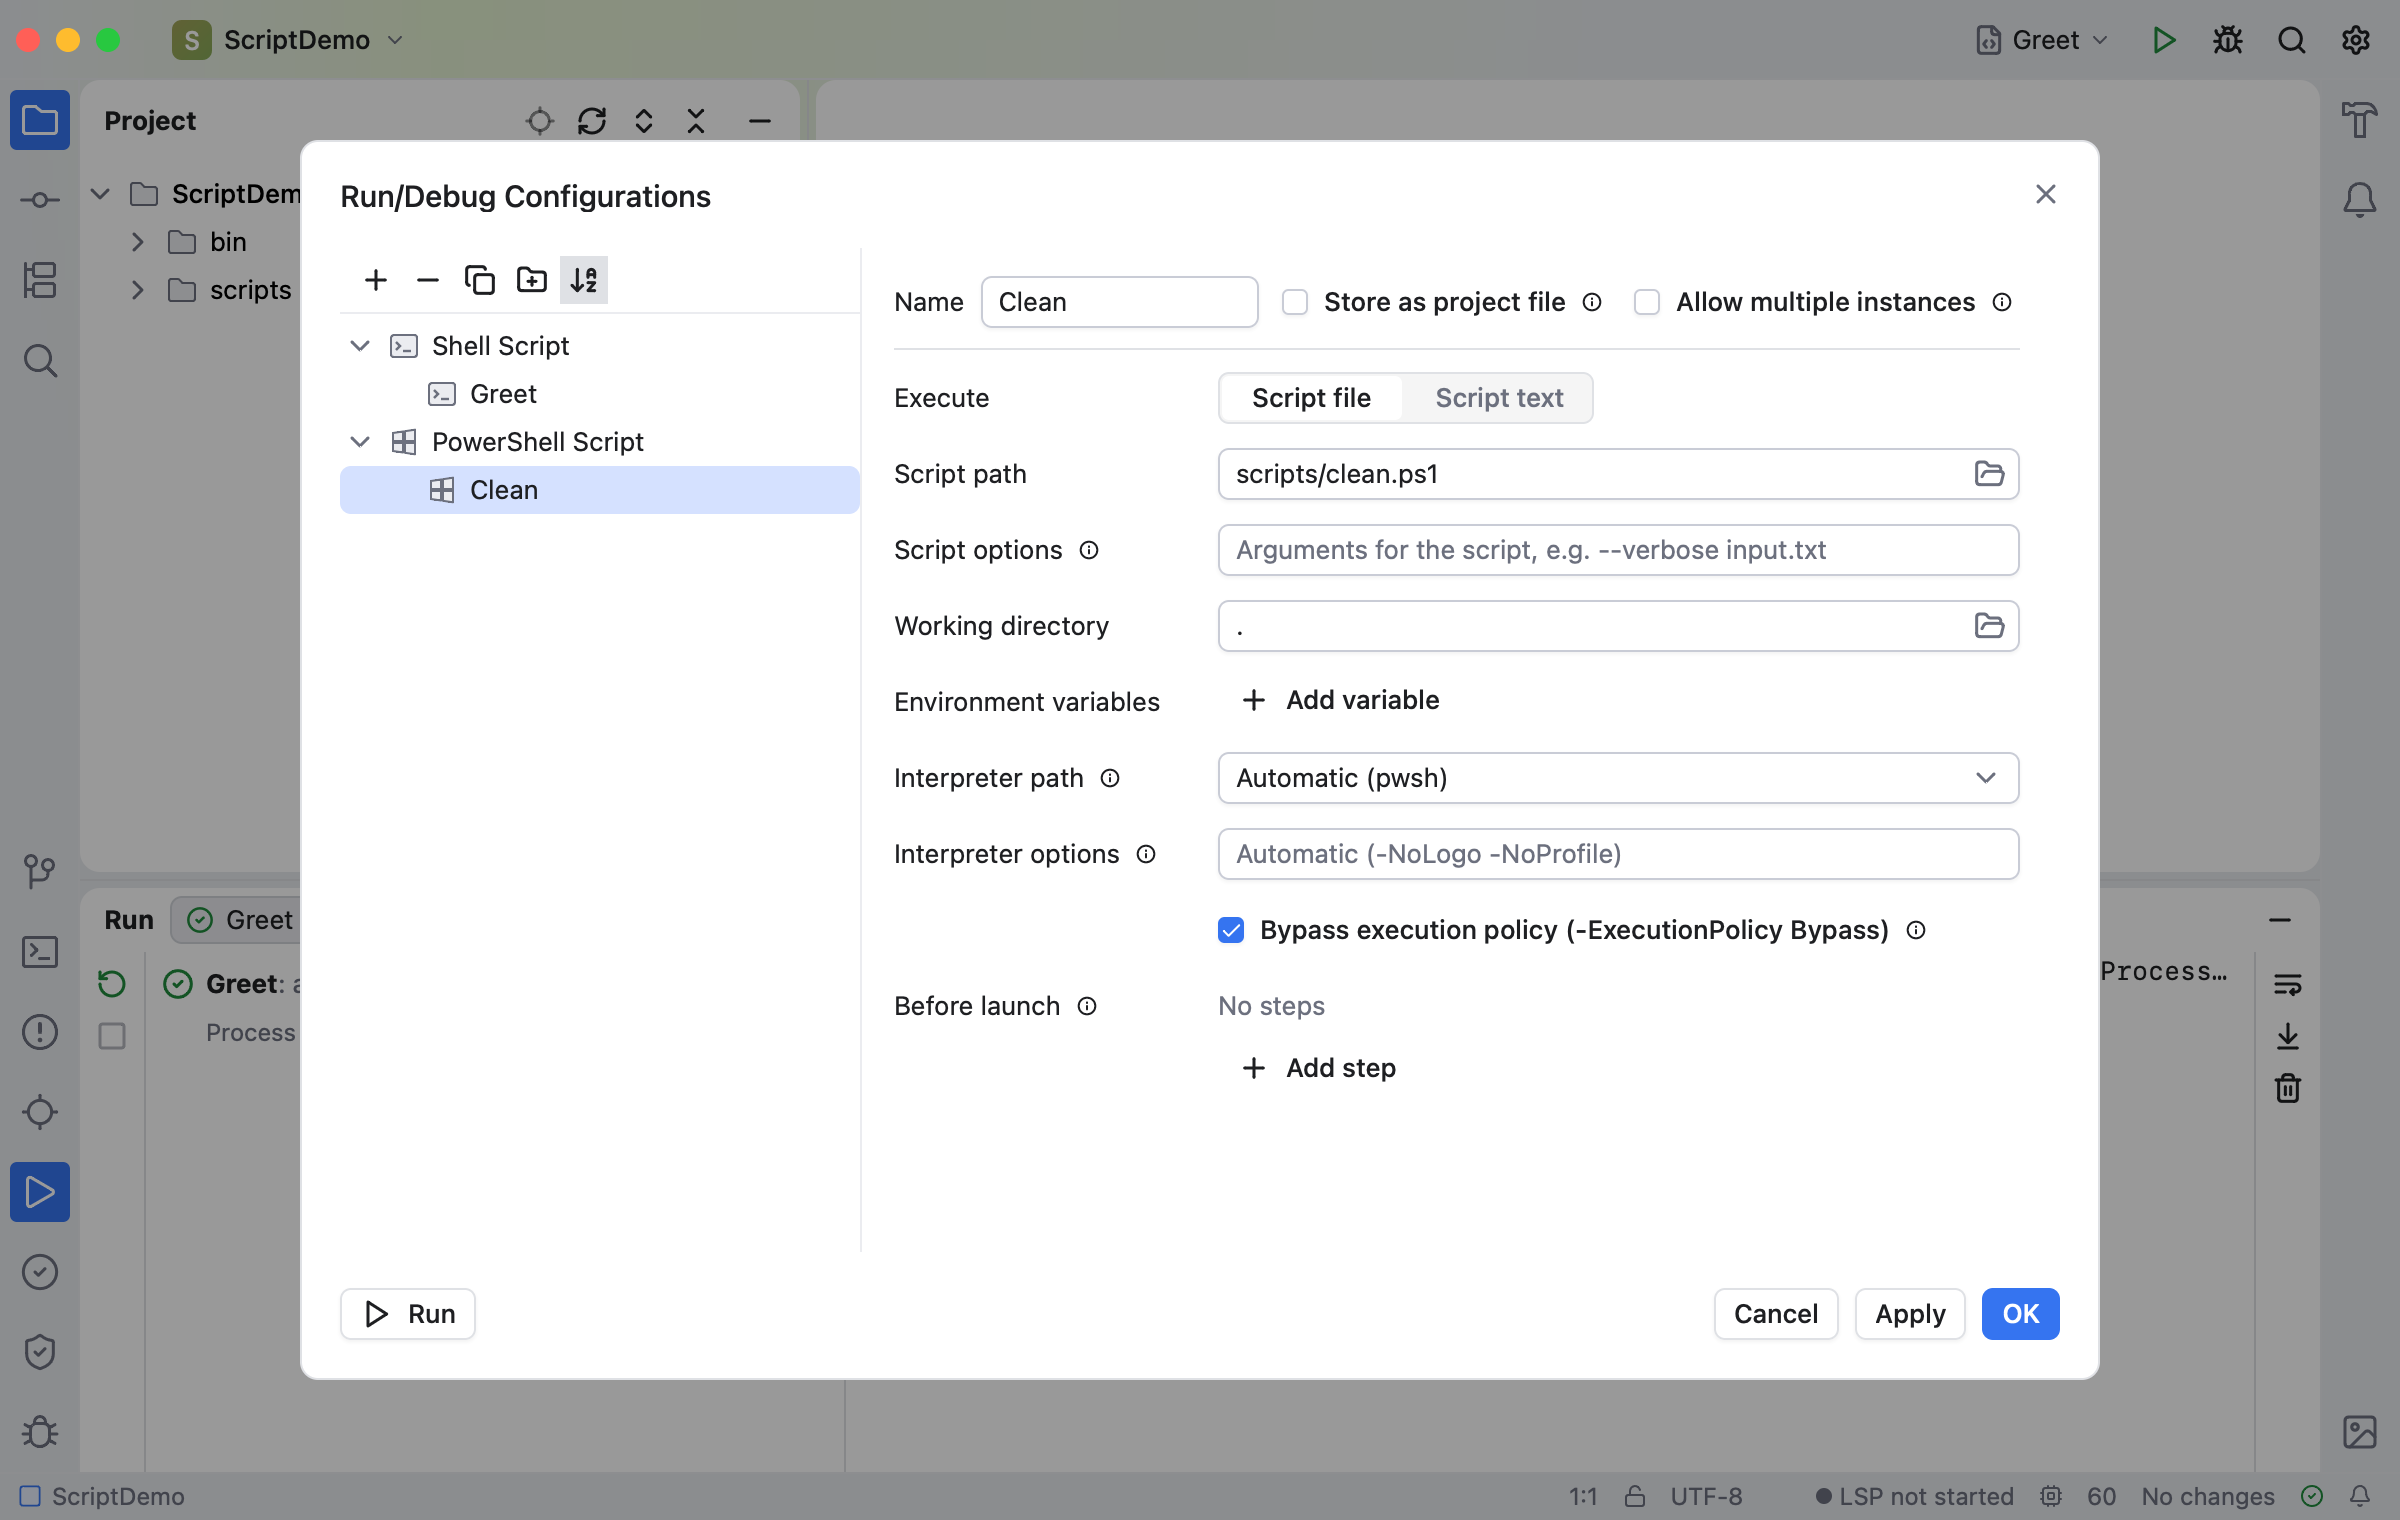 S ScriptDemo
Greet
Project
ScriptDem
bin
scripts
Run/Debug Configurations
Shell Script
Greet
PowerShell Script
Clean
Name Clean Store as project file Allow multiple instances
Execute Script file Script text
Script path scripts/clean.ps1
Script options Arguments for the script, e.g. --verbose input.txt
Working directory .
Environment variables Add variable
Interpreter path Automatic (pwsh)
Interpreter options Automatic (-NoLogo -NoProfile)
Bypass execution policy (-ExecutionPolicy Bypass)
Before launch No steps
Add step
Run Cancel Apply OK
Run Greet
Greet: a
Process
Process…
ScriptDemo 1:1 UTF-8 LSP not started 60 No changes